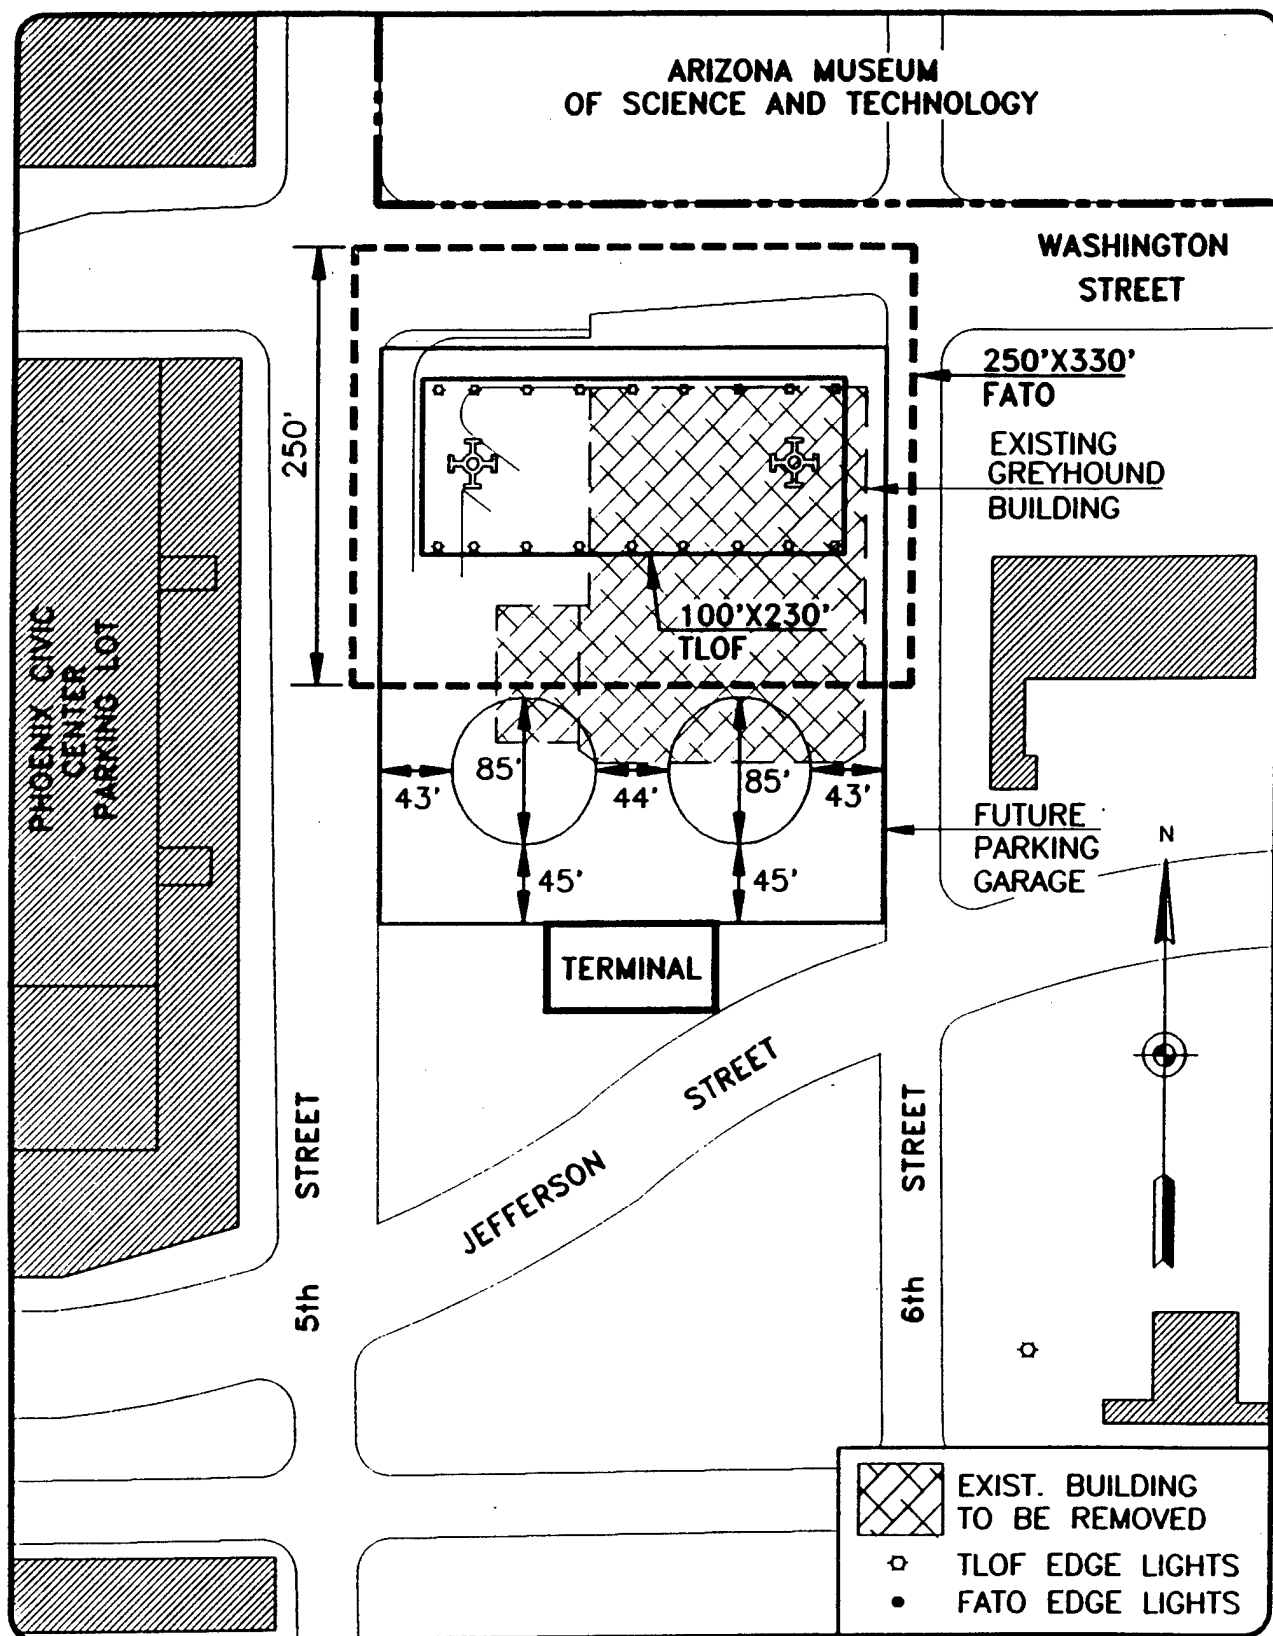 ARIZONA MUSEUM
OF SCIENCE AND TECHNOLOGY
WASHINGTON
STREET
250'
250'X330'
FATO
EXISTING
GREYHOUND
BUILDING
100'X230'
TLOF
PHOENIX CIVIC
CENTER
PARKING LOT
85'
85'
43'
44'
43'
45'
45'
FUTURE
PARKING
GARAGE
N
TERMINAL
JEFFERSON STREET
5th STREET
6th STREET
EXIST. BUILDING
TO BE REMOVED
TLOF EDGE LIGHTS
FATO EDGE LIGHTS